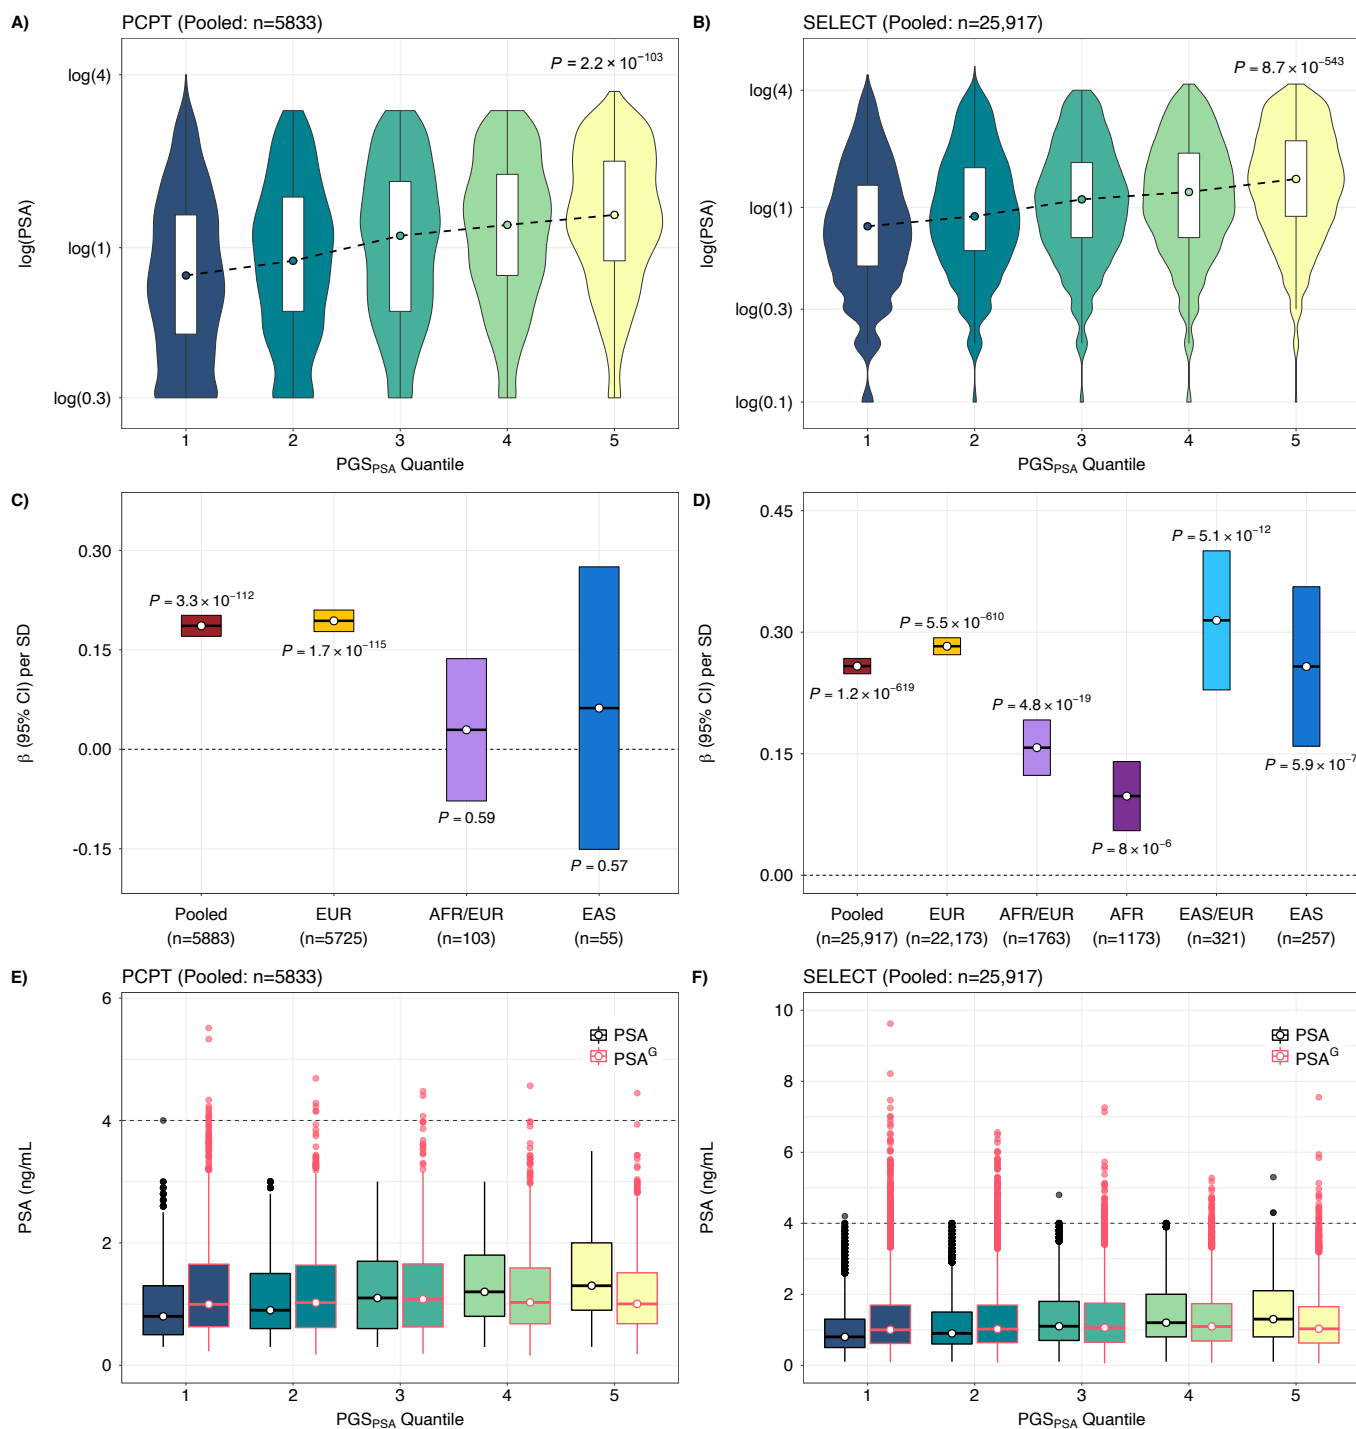 A) PCPT (Pooled: n=5833)
P = 2.2 × 10⁻¹⁰³
log(PSA)
log(4)
log(1)
log(0.3)
1 2 3 4 5
PGS_PSA Quantile
B) SELECT (Pooled: n=25,917)
P = 8.7 × 10⁻⁵⁴³
log(PSA)
log(4)
log(1)
log(0.3)
log(0.1)
1 2 3 4 5
PGS_PSA Quantile
C)
β (95% CI) per SD
0.30
0.15
0.00
-0.15
P = 3.3 × 10⁻¹¹²
P = 1.7 × 10⁻¹¹⁵
P = 0.59
P = 0.57
Pooled EUR AFR/EUR EAS
(n=5883) (n=5725) (n=103) (n=55)
D)
β (95% CI) per SD
0.45
0.30
0.15
0.00
P = 1.2 × 10⁻⁶¹⁹
P = 5.5 × 10⁻⁶¹⁰
P = 4.8 × 10⁻¹⁹
P = 8 × 10⁻⁶
P = 5.1 × 10⁻¹²
P = 5.9 × 10⁻⁷
Pooled EUR AFR/EUR AFR EAS/EUR EAS
(n=25,917) (n=22,173) (n=1763) (n=1173) (n=321) (n=257)
E) PCPT (Pooled: n=5833)
PSA (ng/mL)
6
4
2
0
PSA
PSAᴳ
1 2 3 4 5
PGS_PSA Quantile
F) SELECT (Pooled: n=25,917)
PSA (ng/mL)
10
8
6
4
2
0
PSA
PSAᴳ
1 2 3 4 5
PGS_PSA Quantile